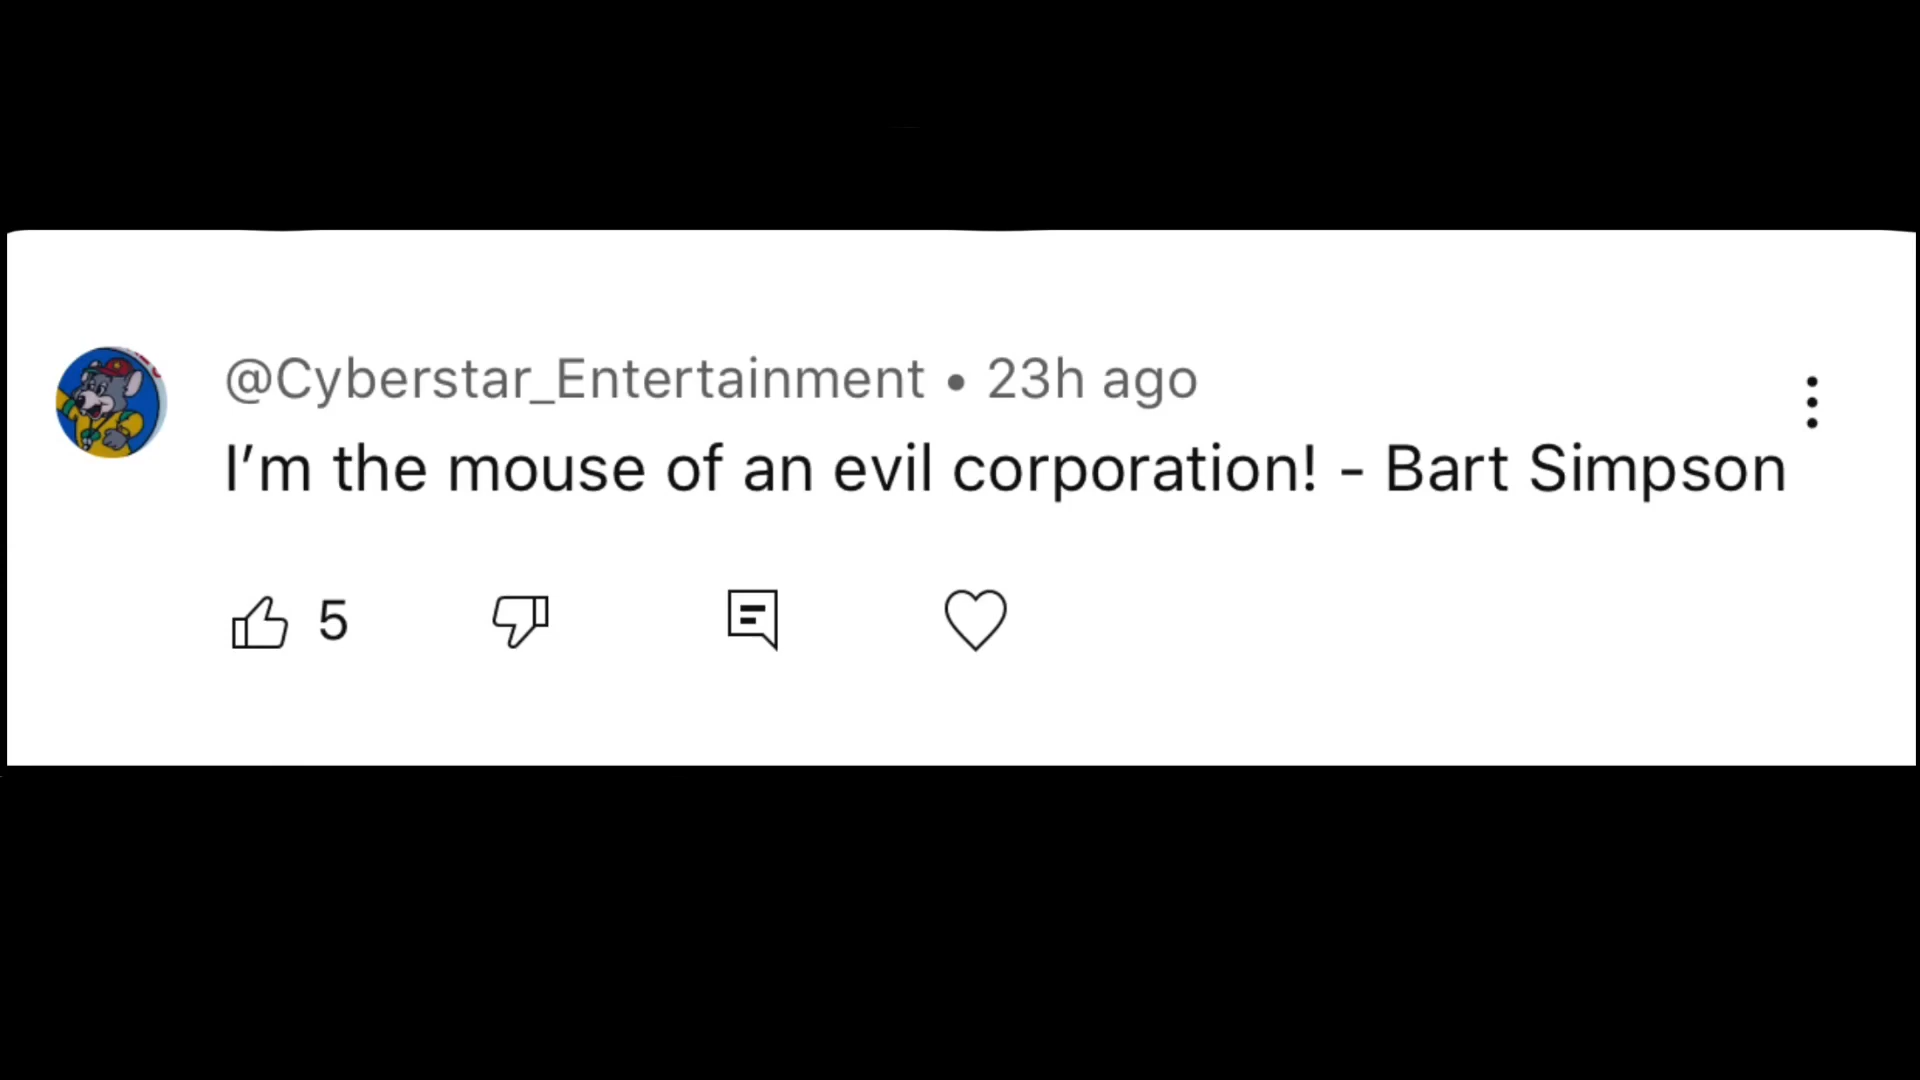 @Cyberstar_Entertainment • 23h ago
I’m the mouse of an evil corporation! - Bart Simpson
5